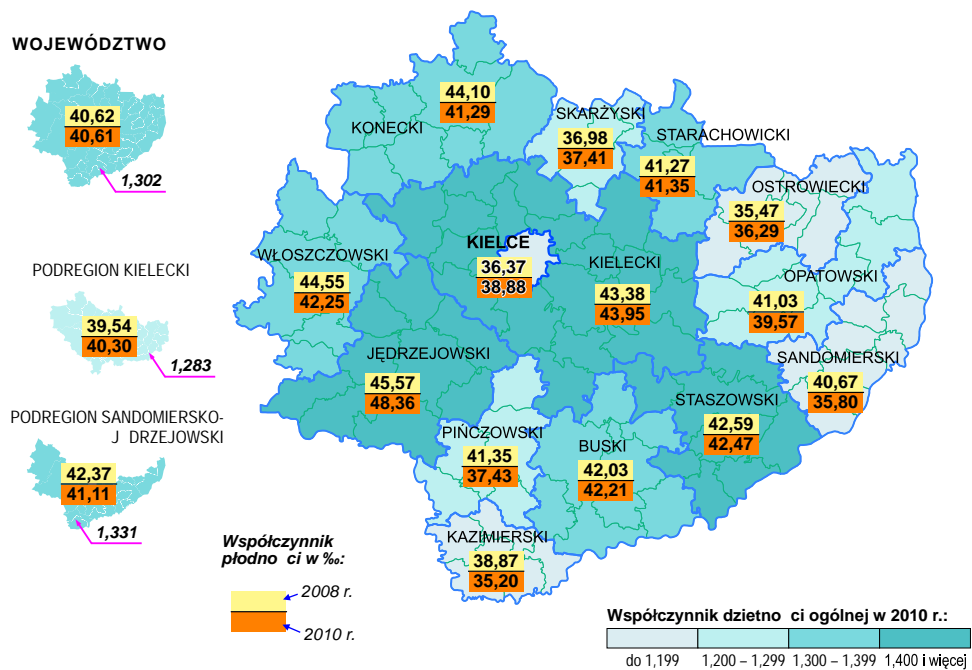 WOJEWÓDZTWO
40,62
40,61
1,302
PODREGION KIELECKI
39,54
40,30
1,283
PODREGION SANDOMIERSKO-
J DRZEJOWSKI
42,37
41,11
1,331
Współczynnik
płodno ci w ‰:
2008 r.
2010 r.
KONECKI
44,10
41,29
SKARŻYSKI
36,98
37,41
STARACHOWICKI
41,27
41,35
OSTROWIECKI
35,47
36,29
WŁOSZCZOWSKI
44,55
42,25
KIELCE
36,37
38,88
KIELECKI
43,38
43,95
OPATOWSKI
41,03
39,57
JĘDRZEJOWSKI
45,57
48,36
SANDOMIERSKI
40,67
35,80
STASZOWSKI
42,59
42,47
PIŃCZOWSKI
41,35
37,43
BUSKI
42,03
42,21
KAZIMIERSKI
38,87
35,20
Współczynnik dzietno ci ogólnej w 2010 r.:
do 1,199
1,200 – 1,299
1,300 – 1,399
1,400 i więcej